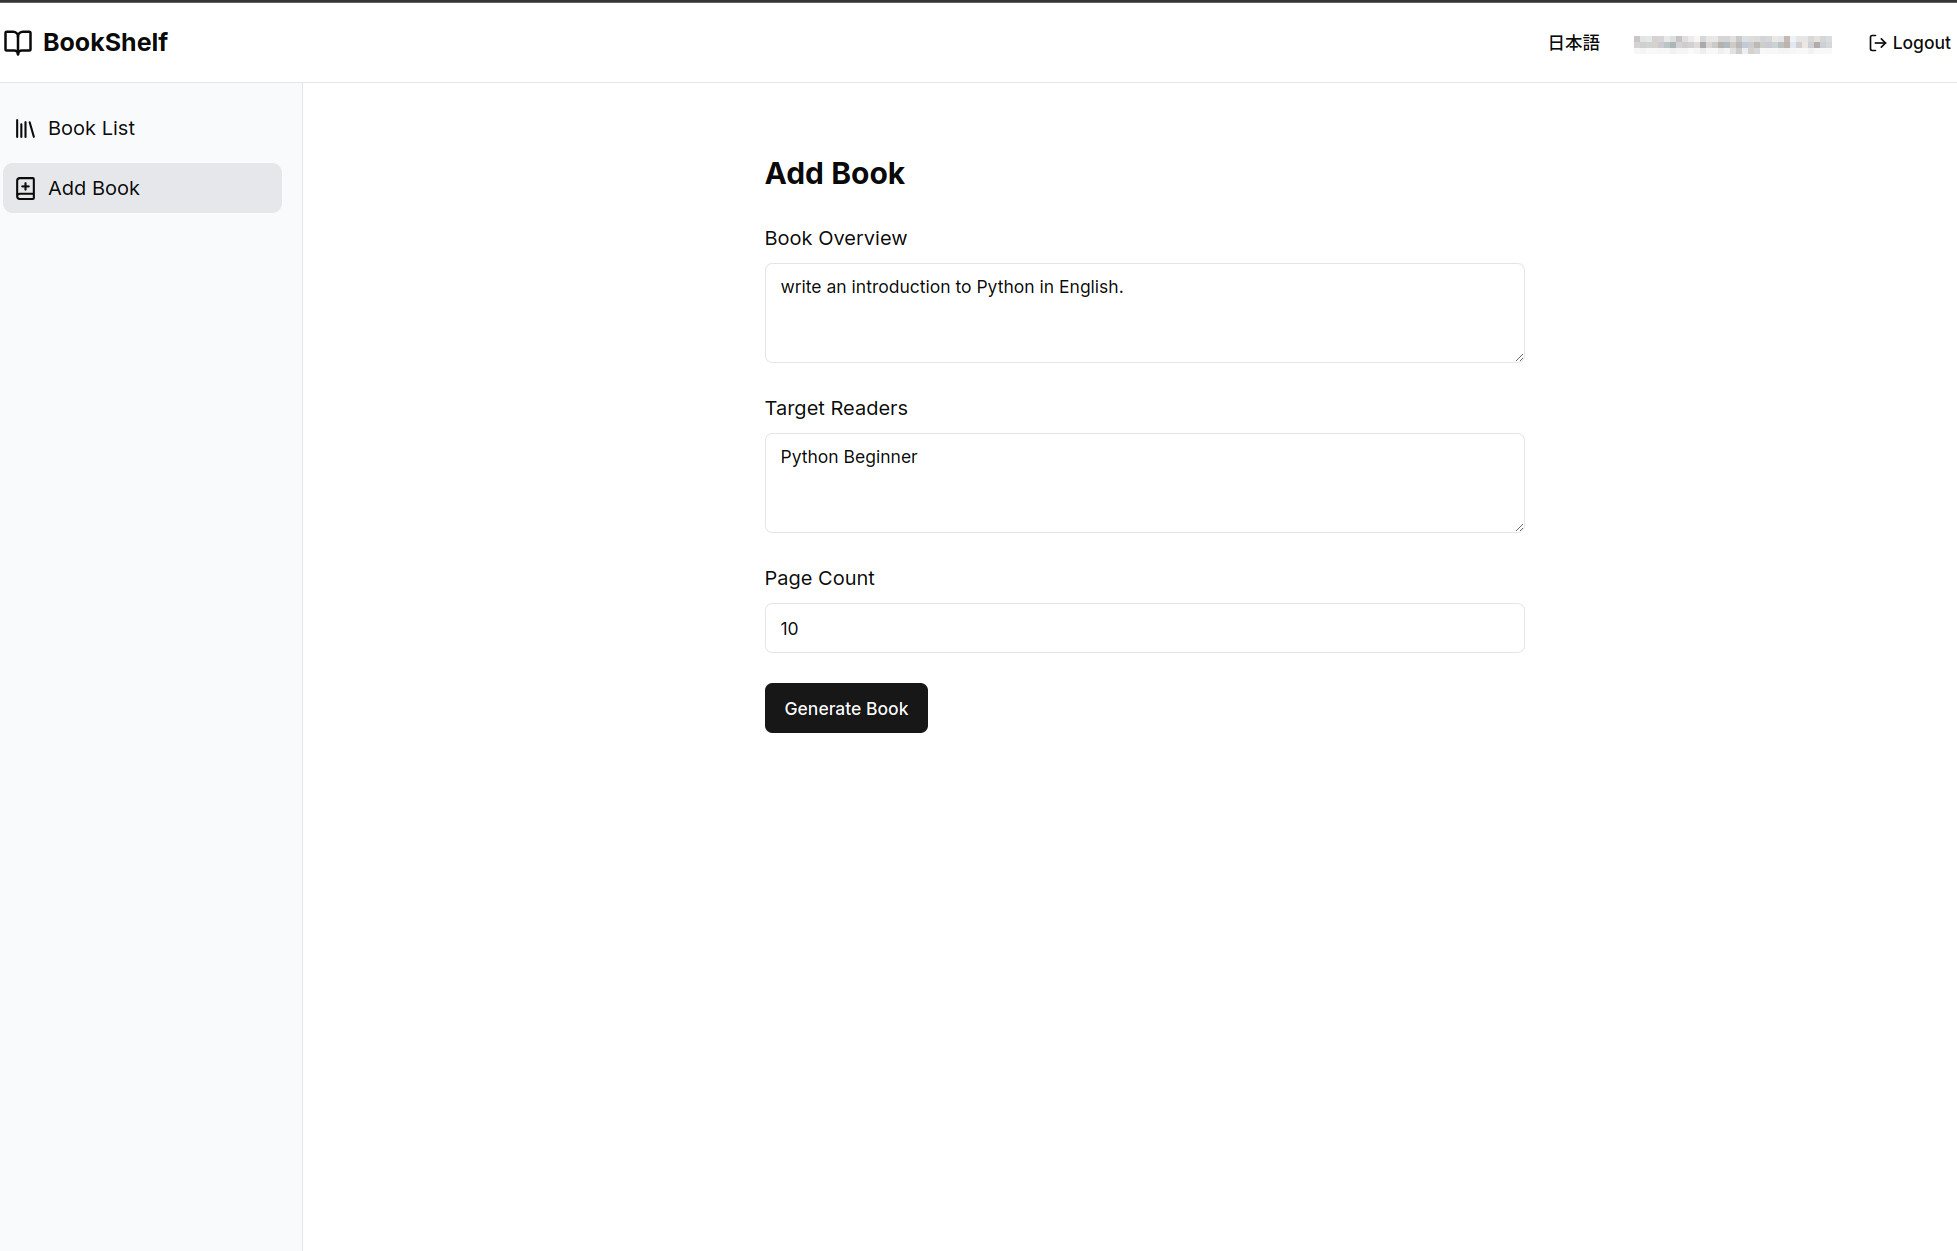 BookShelf
日本語
Logout
Book List
Add Book
Add Book
Book Overview
write an introduction to Python in English.
Target Readers
Python Beginner
Page Count
10
Generate Book